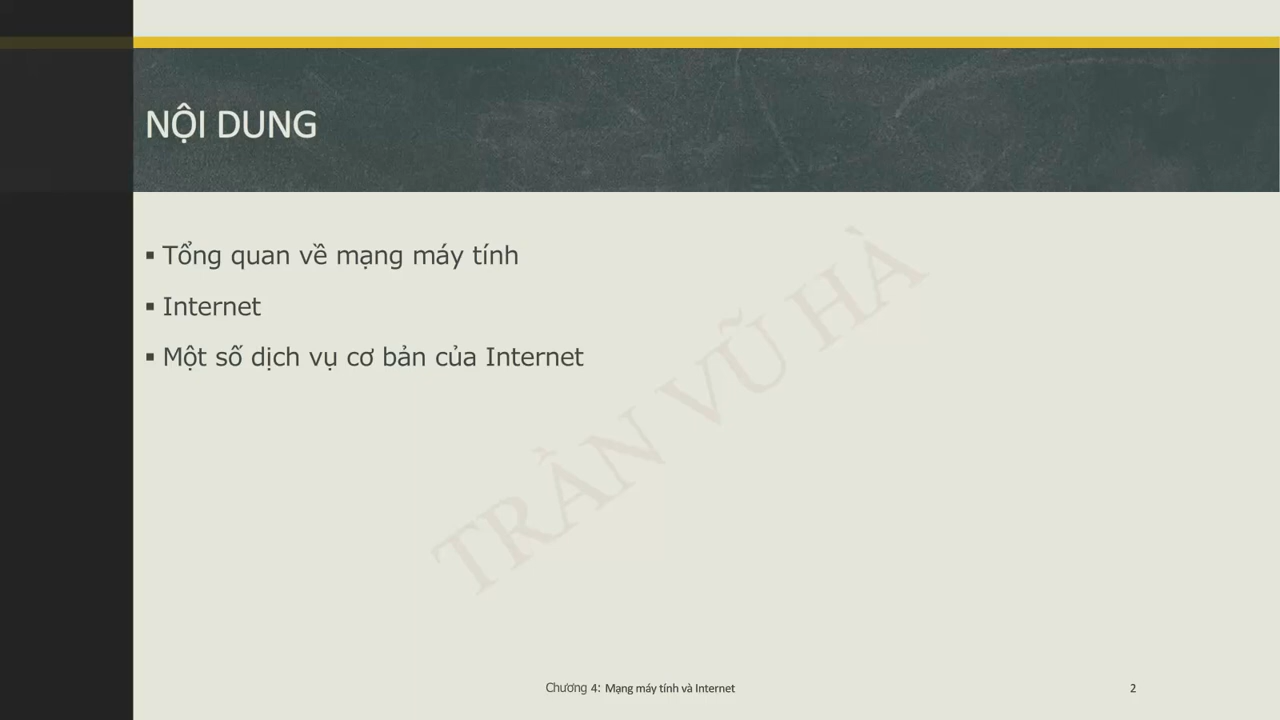 NỘI DUNG
▪ Tổng quan về mạng máy tính
▪ Internet
▪ Một số dịch vụ cơ bản của Internet
TRẦN VŨ HÀ
Chương 4: Mạng máy tính và Internet
2